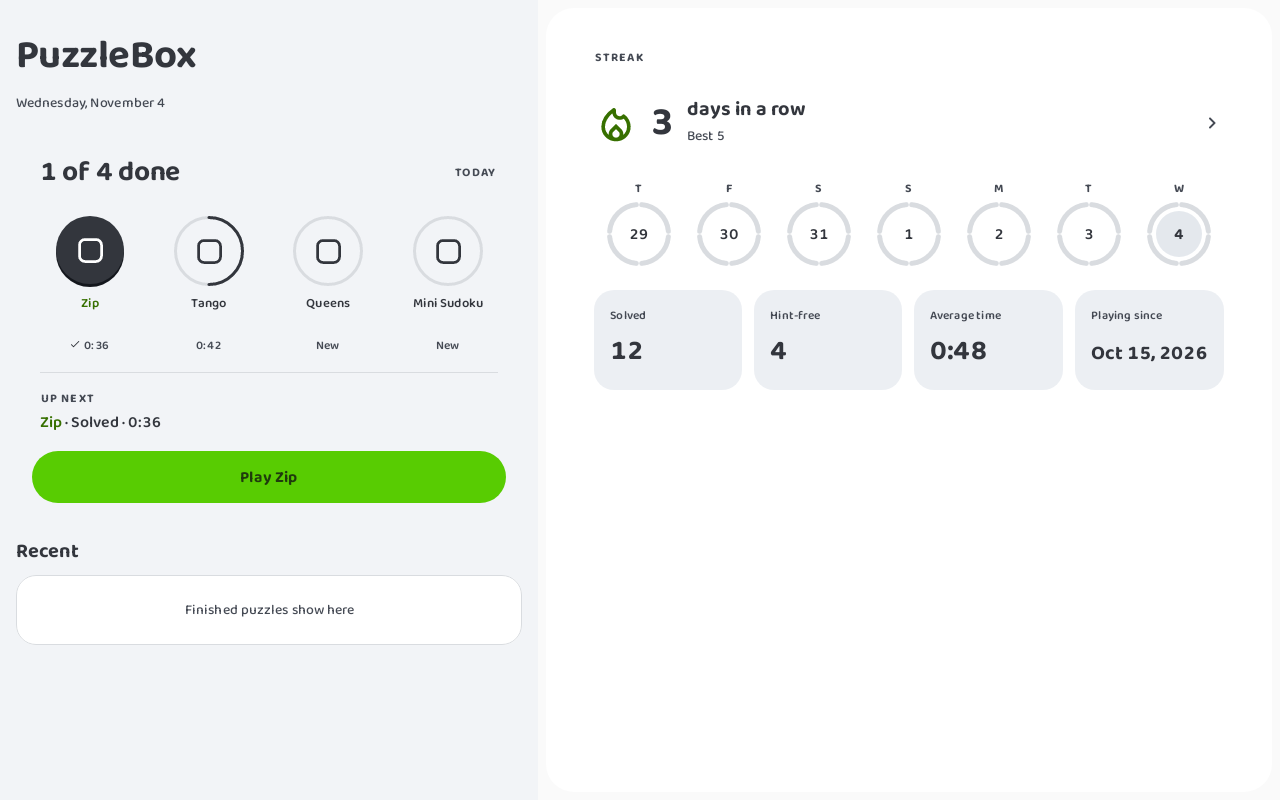 PuzzleBox
Wednesday, November 4
1 of 4 done
TODAY
Zip
Tango
Queens
Mini Sudoku
0:36
0:42
New
New
UP NEXT
Zip · Solved · 0:36
Play Zip
Recent
Finished puzzles show here
STREAK
3
days in a row
Best 5
T F S S M T W
29 30 31 1 2 3 4
Solved
12
Hint-free
4
Average time
0:48
Playing since
Oct 15, 2026